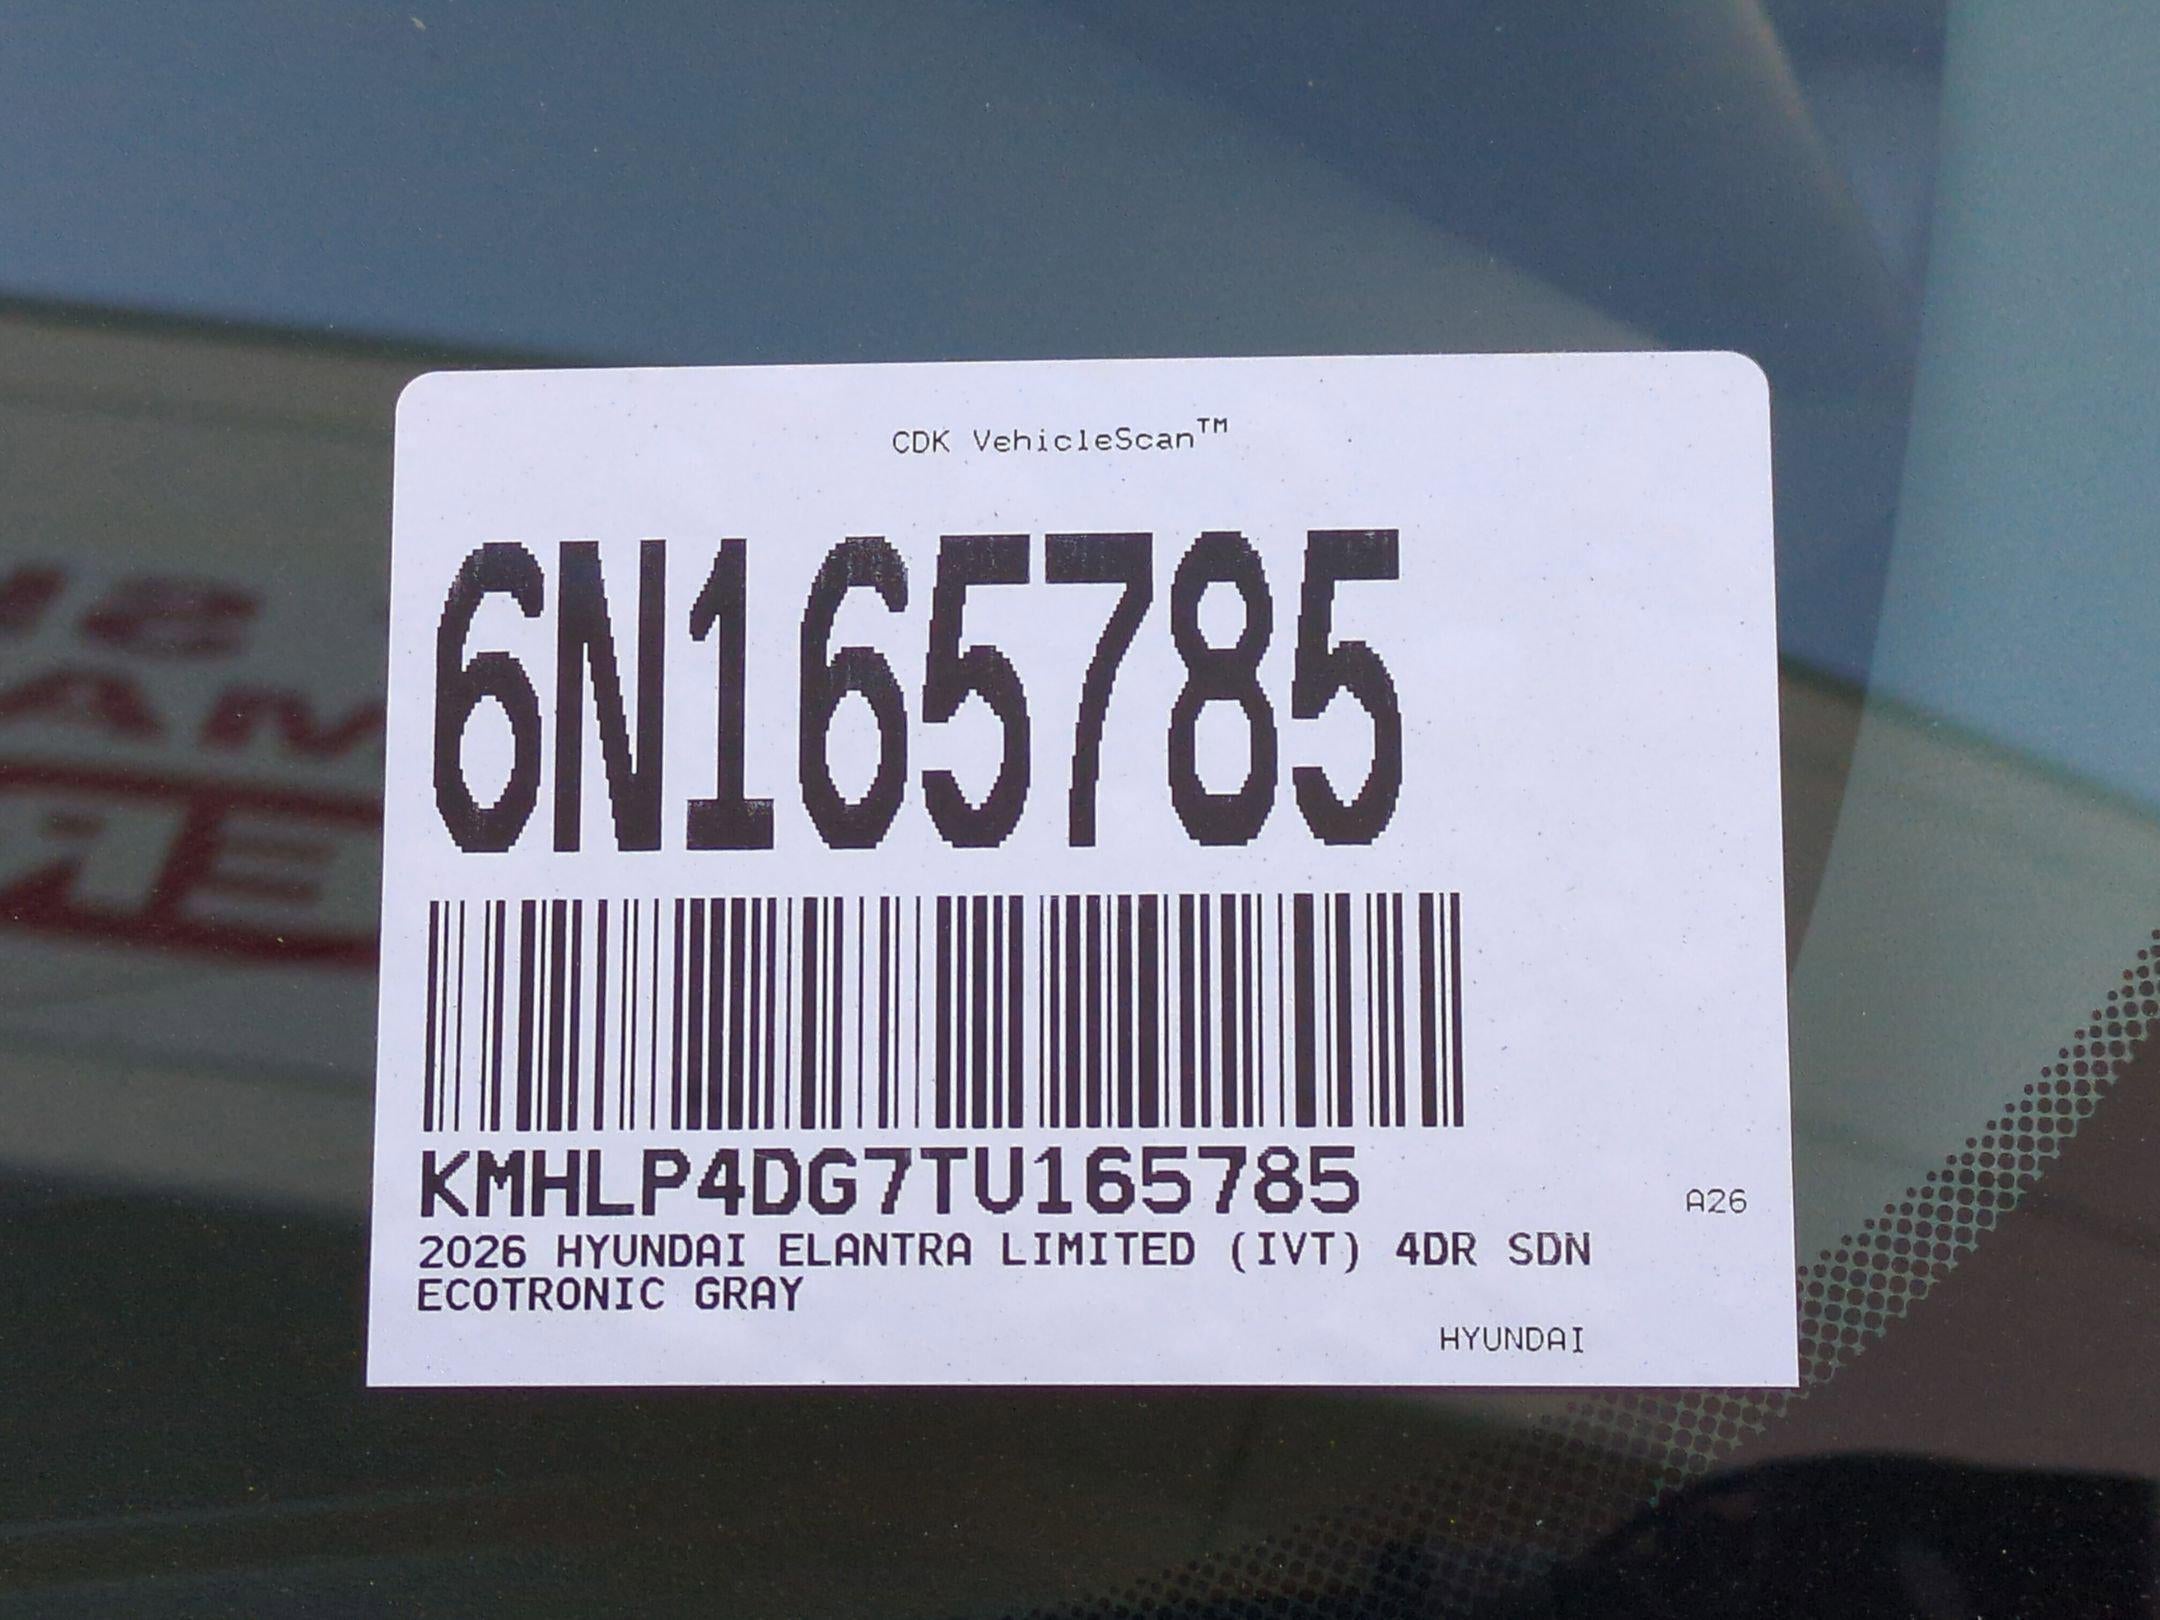 CDK VehicleScan™
6N165785
KMHLP4DG7TU165785
A26
2026 HYUNDAI ELANTRA LIMITED (IVT) 4DR SDN
ECOTRONIC GRAY
HYUNDAI